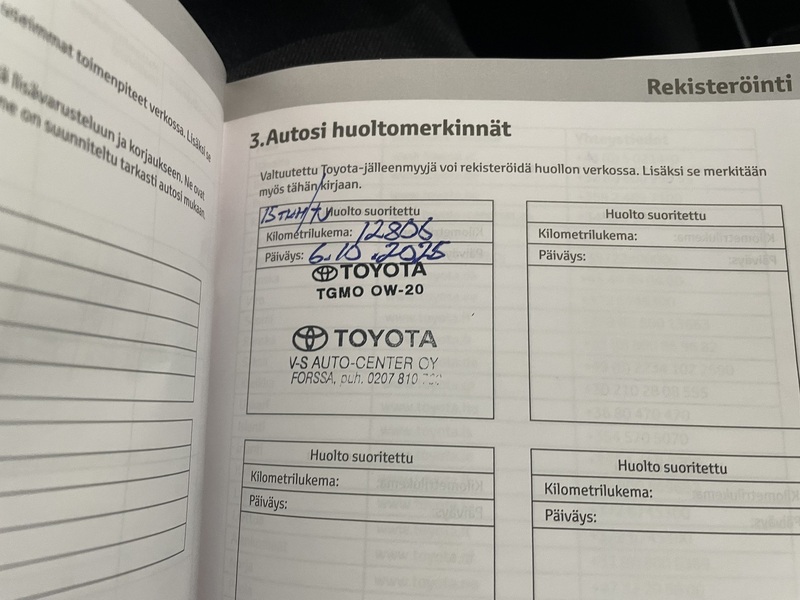 useimmat toimenpiteet verkossa. Lisäksi se
ä lisävarusteluun ja korjaukseen. Ne ovat
me on suunniteltu tarkasti autosi mukaan.
Rekisteröinti
3.Autosi huoltomerkinnät
Valtuutettu Toyota-jälleenmyyjä voi rekisteröidä huollon verkossa. Lisäksi se merkitään
myös tähän kirjaan.
Huolto suoritettu
Kilometrilukema: 12806
Päiväys: 6.10.2025
TOYOTA
TGMO OW-20
TOYOTA
V-S AUTO-CENTER OY
FORSSA, puh. 0207 810
Huolto suoritettu
Kilometrilukema:
Päiväys:
Huolto suoritettu
Kilometrilukema:
Päiväys:
Huolto suoritettu
Kilometrilukema:
Päiväys: